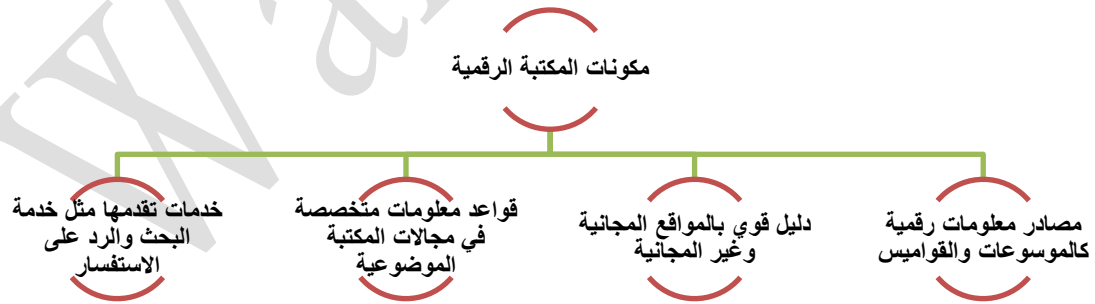 مكونات المكتبة الرقمية
مصادر معلومات رقمية
كالموسوعات والقواميس
دليل قوي بالمواقع المجانية
وغير المجانية
قواعد معلومات متخصصة
في مجالات المكتبة
الموضوعية
خدمات تقدمها مثل خدمة
البحث والرد على
الاستفسار